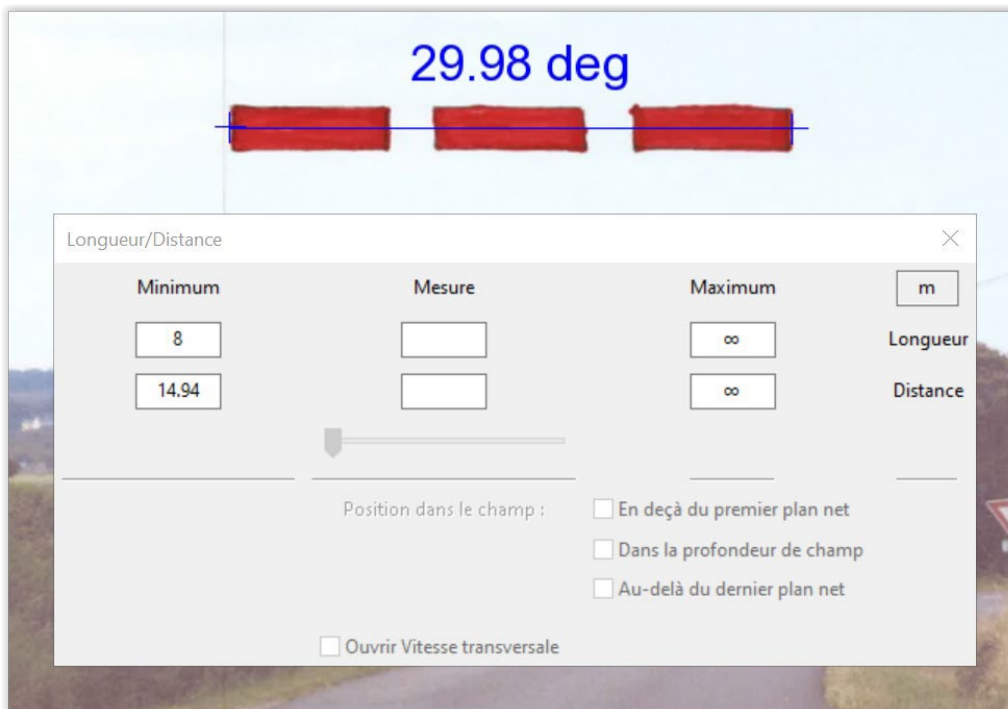 29.98 deg
Longueur/Distance
Minimum Mesure Maximum m
8 ∞ Longueur
14.94 ∞ Distance
Position dans le champ : En deçà du premier plan net
Dans la profondeur de champ
Au-delà du dernier plan net
Ouvrir Vitesse transversale